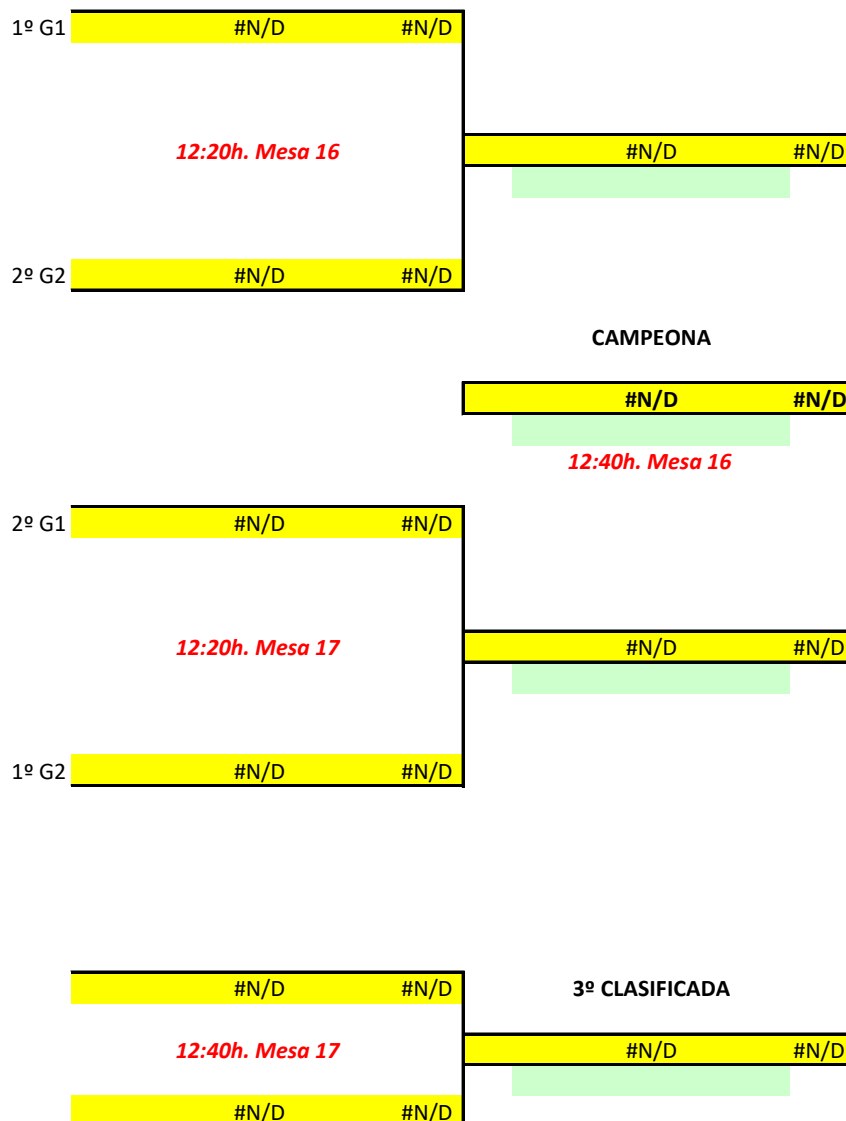 1º G1 #N/D #N/D
12:20h. Mesa 16 #N/D #N/D
2º G2 #N/D #N/D
CAMPEONA
#N/D #N/D
12:40h. Mesa 16
2º G1 #N/D #N/D
12:20h. Mesa 17 #N/D #N/D
1º G2 #N/D #N/D
#N/D #N/D 3º CLASIFICADA
12:40h. Mesa 17 #N/D #N/D
#N/D #N/D